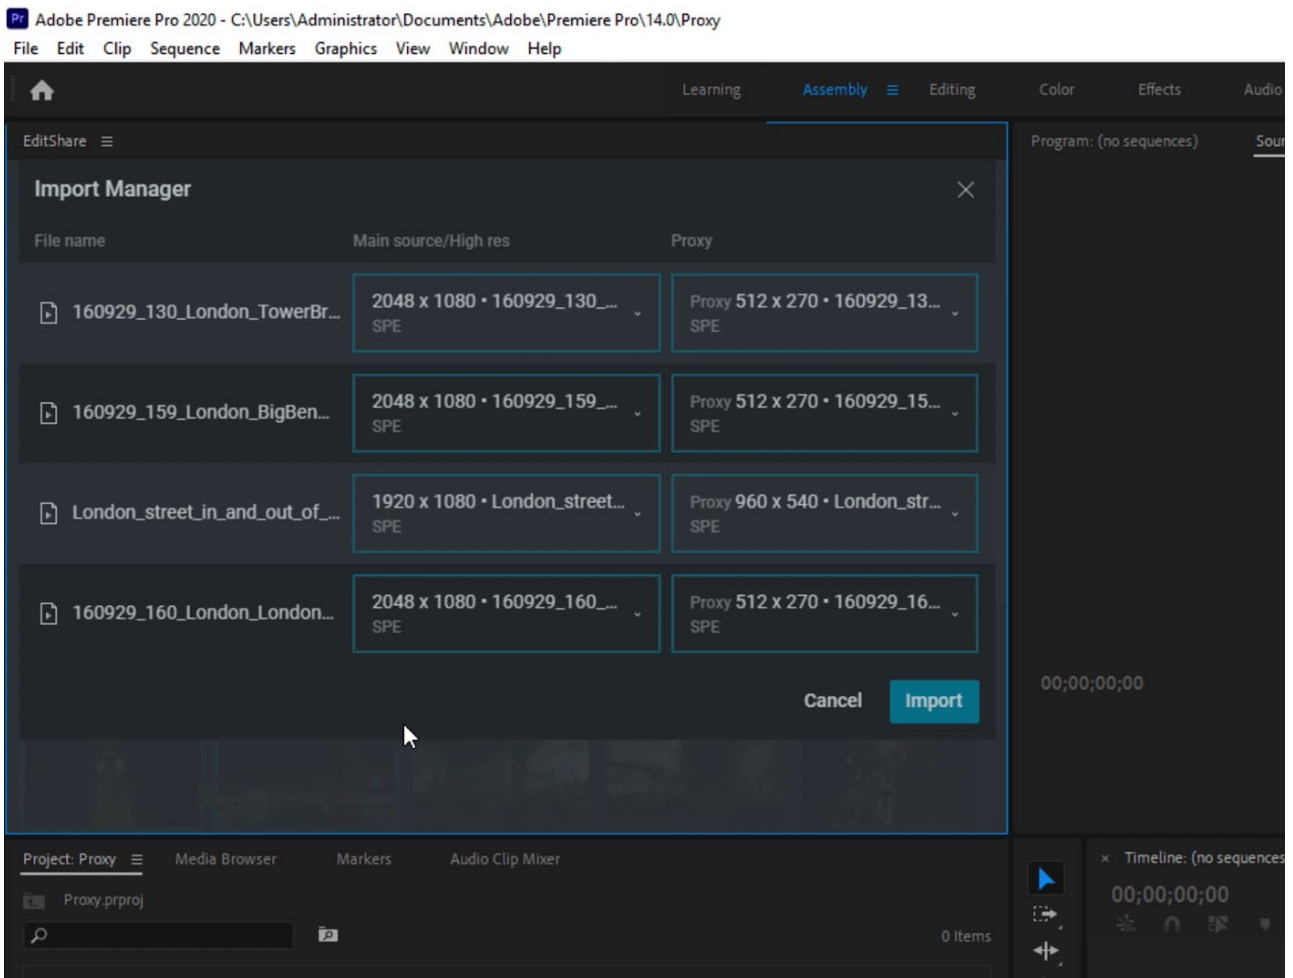 Pr Adobe Premiere Pro 2020 - C:\Users\Administrator\Documents\Adobe\Premiere Pro\14.0\Proxy
File Edit Clip Sequence Markers Graphics View Window Help
Learning Assembly Editing Color Effects Audio
EditShare
Program: (no sequences) Sour
Import Manager
File name Main source/High res Proxy
160929_130_London_TowerBr... 2048 x 1080 • 160929_130_... Proxy 512 x 270 • 160929_13...
SPE SPE
160929_159_London_BigBen... 2048 x 1080 • 160929_159_... Proxy 512 x 270 • 160929_15...
SPE SPE
London_street_in_and_out_of_... 1920 x 1080 • London_street... Proxy 960 x 540 • London_str...
SPE SPE
160929_160_London_London... 2048 x 1080 • 160929_160_... Proxy 512 x 270 • 160929_16...
SPE SPE
Cancel Import
00;00;00;00
Project: Proxy Media Browser Markers Audio Clip Mixer
Proxy.prproj
0 Items
× Timeline: (no sequences
00;00;00;00